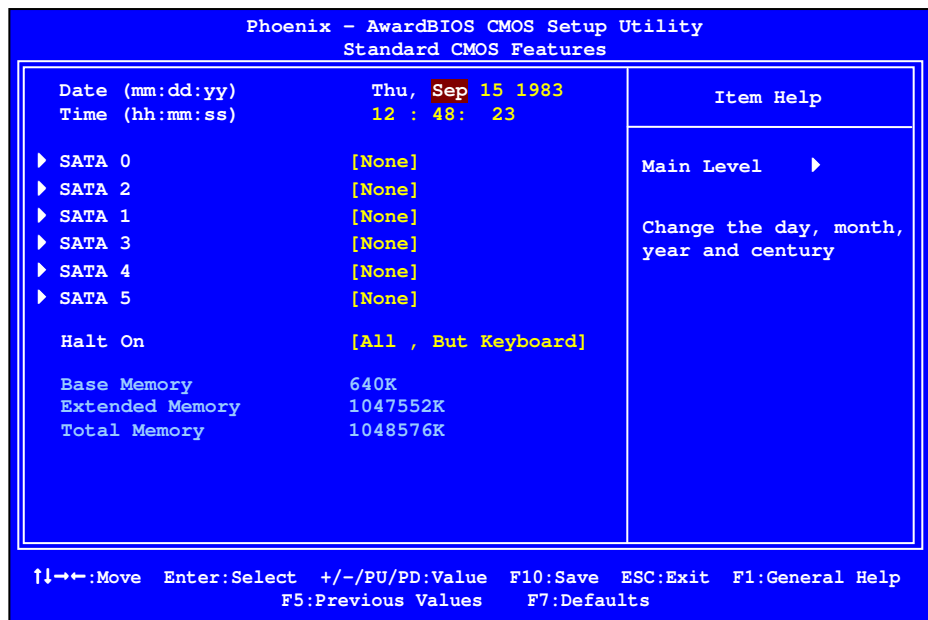 Phoenix – AwardBIOS CMOS Setup Utility
Standard CMOS Features
Date (mm:dd:yy) Thu, Sep 15 1983
Time (hh:mm:ss) 12 : 48: 23
SATA 0 [None]
SATA 2 [None]
SATA 1 [None]
SATA 3 [None]
SATA 4 [None]
SATA 5 [None]
Halt On [All , But Keyboard]
Base Memory 640K
Extended Memory 1047552K
Total Memory 1048576K
Item Help
Main Level
Change the day, month,
year and century
↑↓→←:Move Enter:Select +/-/PU/PD:Value F10:Save ESC:Exit F1:General Help
F5:Previous Values F7:Defaults